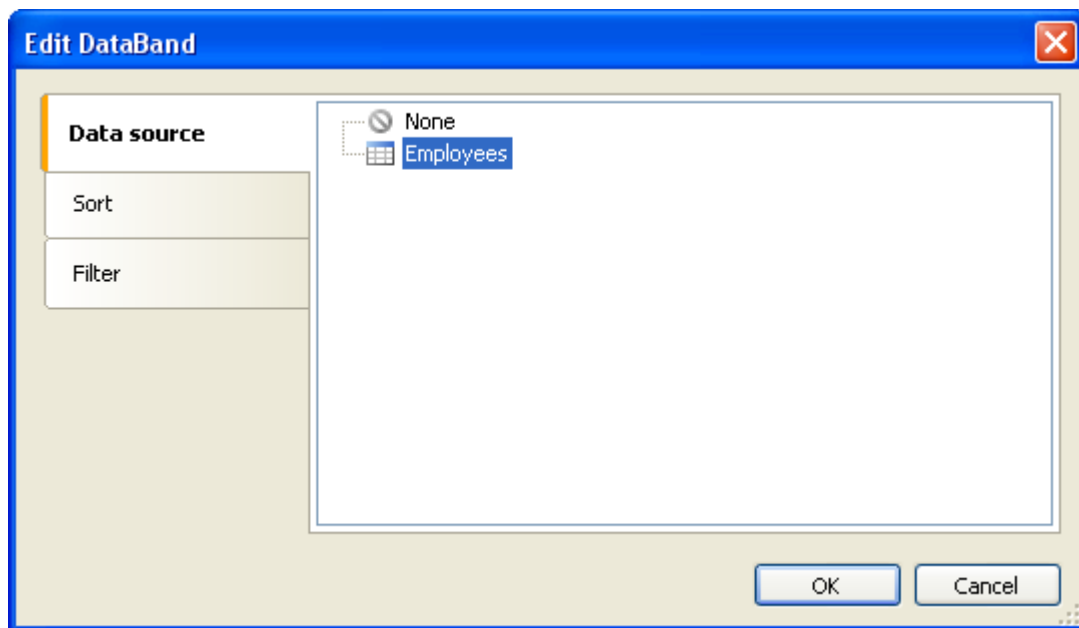 Edit DataBand
Data source
Sort
Filter
None
Employees
OK
Cancel